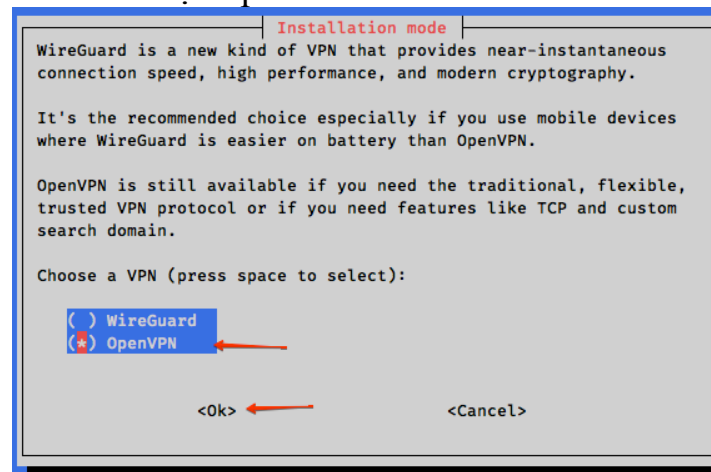 Installation mode
WireGuard is a new kind of VPN that provides near-instantaneous
connection speed, high performance, and modern cryptography.
It's the recommended choice especially if you use mobile devices
where WireGuard is easier on battery than OpenVPN.
OpenVPN is still available if you need the traditional, flexible,
trusted VPN protocol or if you need features like TCP and custom
search domain.
Choose a VPN (press space to select):
( ) WireGuard
(*) OpenVPN
<Ok> <Cancel>